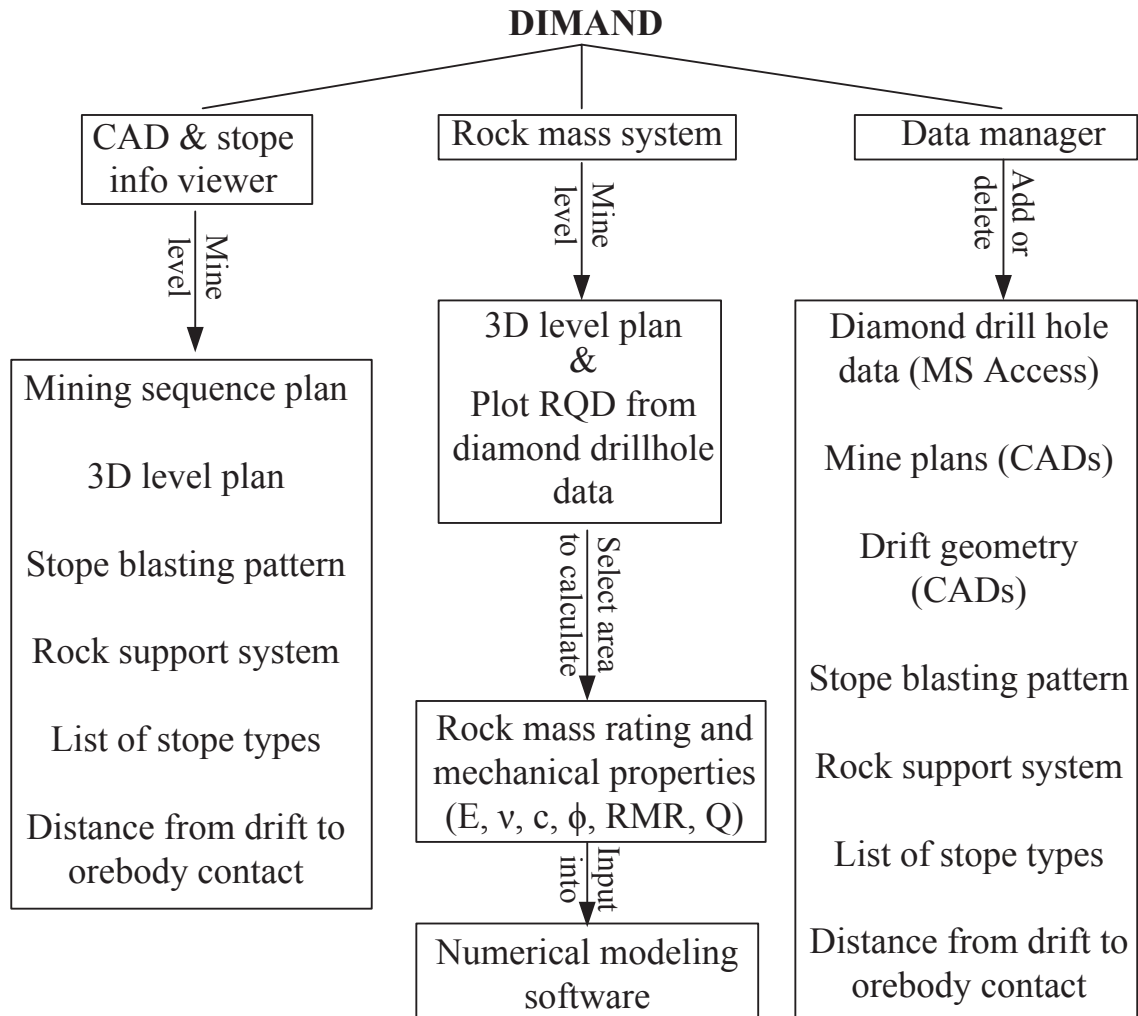 DIMAND
CAD & stope
info viewer
Mine
level
Mining sequence plan
3D level plan
Stope blasting pattern
Rock support system
List of stope types
Distance from drift to
orebody contact
Rock mass system
Mine
level
3D level plan
&
Plot RQD from
diamond drillhole
data
Select area
to calculate
Rock mass rating and
mechanical properties
(E, ν, c, ϕ, RMR, Q)
Input
into
Numerical modeling
software
Data manager
Add or
delete
Diamond drill hole
data (MS Access)
Mine plans (CADs)
Drift geometry
(CADs)
Stope blasting pattern
Rock support system
List of stope types
Distance from drift to
orebody contact